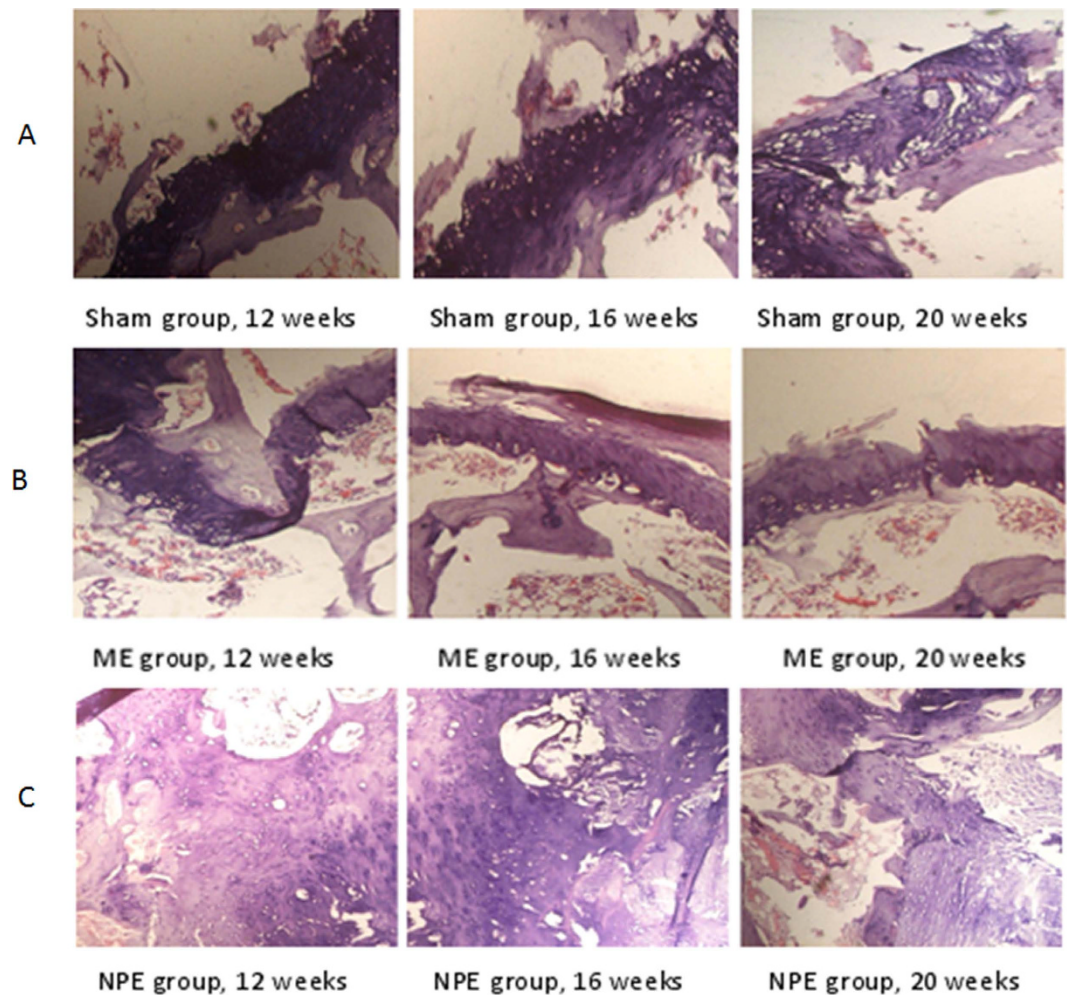 A
Sham group, 12 weeks
Sham group, 16 weeks
Sham group, 20 weeks
B
ME group, 12 weeks
ME group, 16 weeks
ME group, 20 weeks
C
NPE group, 12 weeks
NPE group, 16 weeks
NPE group, 20 weeks